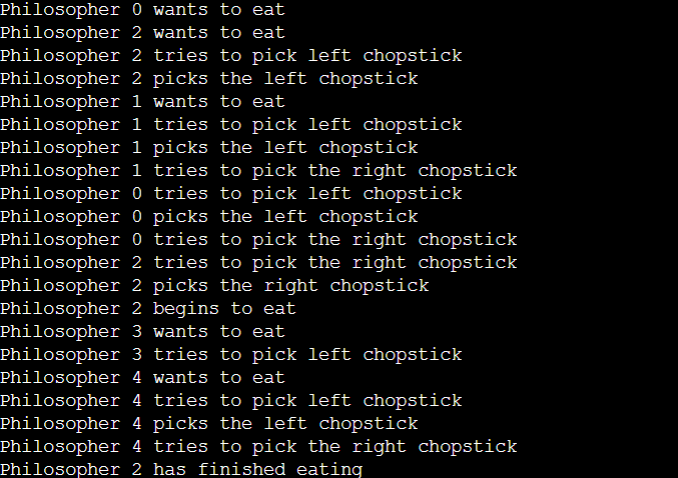 Philosopher 0 wants to eat
Philosopher 2 wants to eat
Philosopher 2 tries to pick left chopstick
Philosopher 2 picks the left chopstick
Philosopher 1 wants to eat
Philosopher 1 tries to pick left chopstick
Philosopher 1 picks the left chopstick
Philosopher 1 tries to pick the right chopstick
Philosopher 0 tries to pick left chopstick
Philosopher 0 picks the left chopstick
Philosopher 0 tries to pick the right chopstick
Philosopher 2 tries to pick the right chopstick
Philosopher 2 picks the right chopstick
Philosopher 2 begins to eat
Philosopher 3 wants to eat
Philosopher 3 tries to pick left chopstick
Philosopher 4 wants to eat
Philosopher 4 tries to pick left chopstick
Philosopher 4 picks the left chopstick
Philosopher 4 tries to pick the right chopstick
Philosopher 2 has finished eating